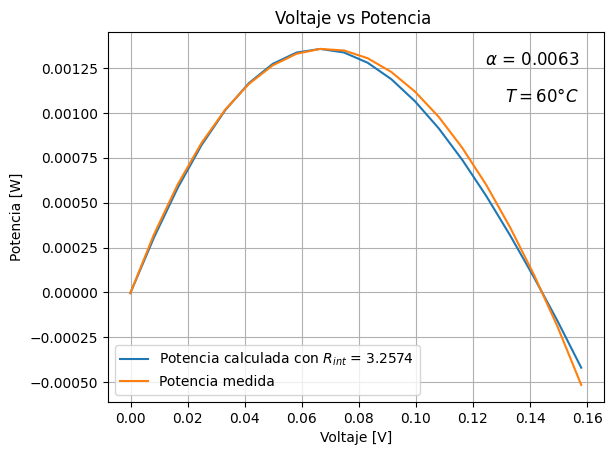 Voltaje vs Potencia
α = 0.0063
T = 60°C
Potencia [W]
0.00125
0.00100
0.00075
0.00050
0.00025
0.00000
−0.00025
−0.00050
Potencia calculada con R_int = 3.2574
Potencia medida
0.00 0.02 0.04 0.06 0.08 0.10 0.12 0.14 0.16
Voltaje [V]